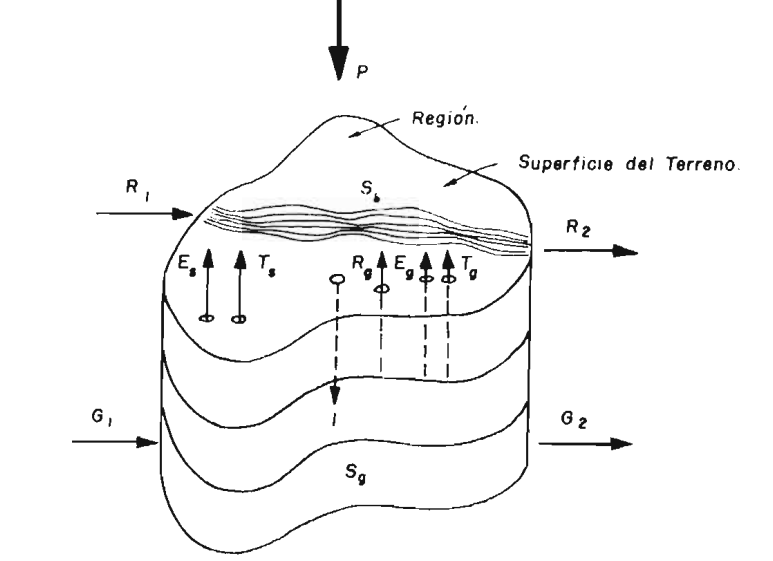 P
Región.
Superficie del Terreno.
R1
Sb
R2
Es
Ts
Rg
Eg
Tg
I
G1
G2
Sg